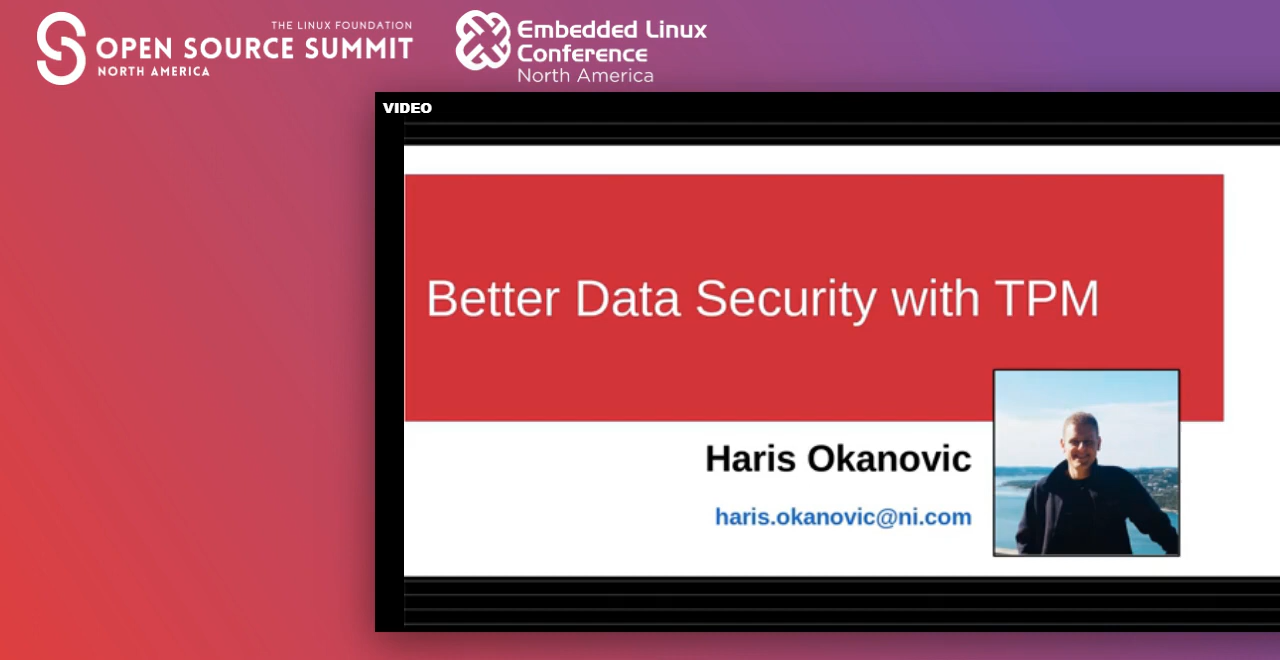 THE LINUX FOUNDATION
OPEN SOURCE SUMMIT
NORTH AMERICA
Embedded Linux
Conference
North America
VIDEO
Better Data Security with TPM
Haris Okanovic
haris.okanovic@ni.com